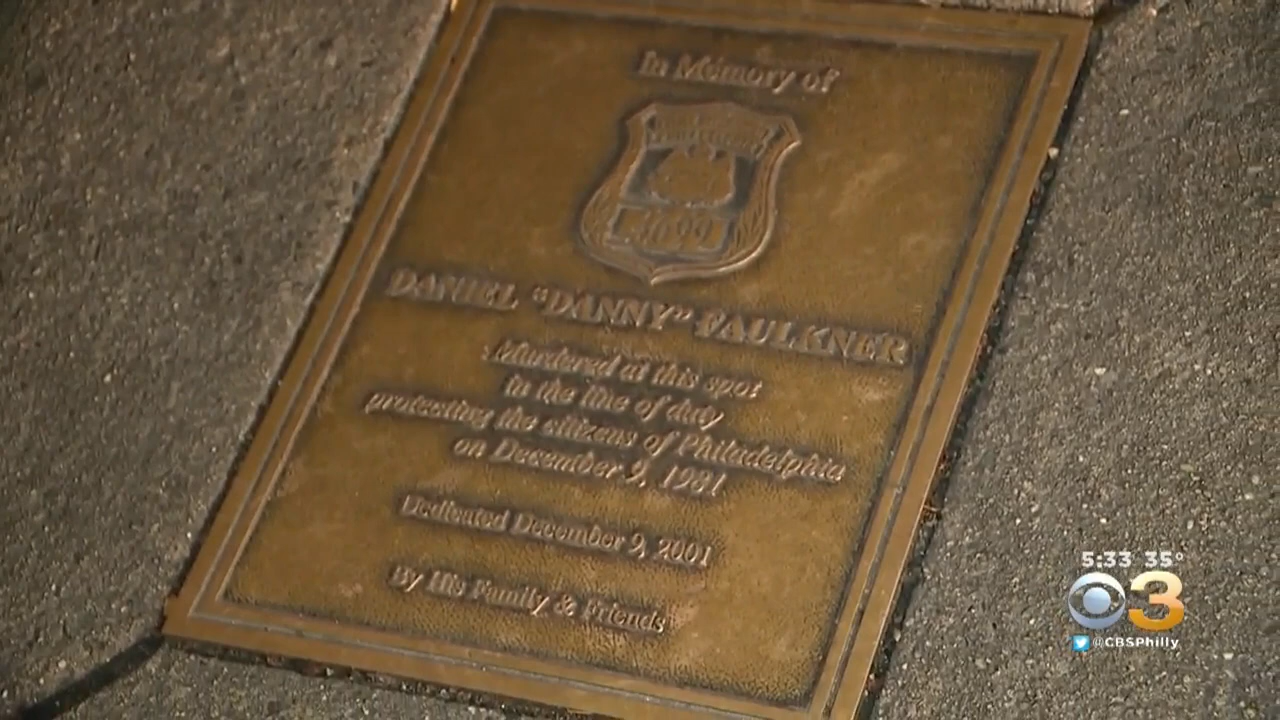 In Memory of
3699
DANIEL "DANNY" FAULKNER
Murdered at this spot
in the line of duty
protecting the citizens of Philadelphia
on December 9, 1981
Dedicated December 9, 2001
By His Family & Friends
5:33 35°
3
@CBSPhilly